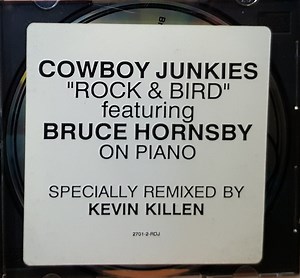 COWBOY JUNKIES
"ROCK & BIRD"
featuring
BRUCE HORNSBY
ON PIANO
SPECIALLY REMIXED BY
KEVIN KILLEN
2701-2-RDJ